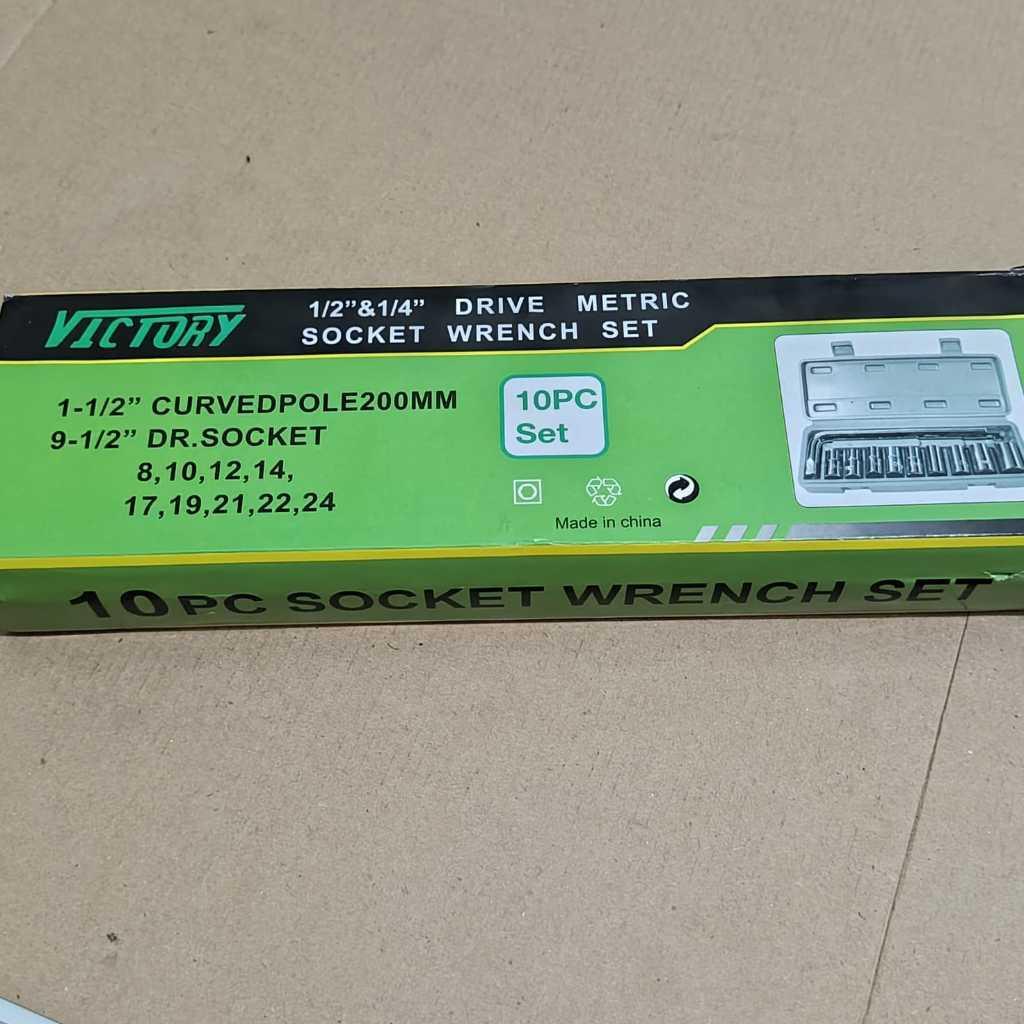 VICTORY
1/2"&1/4" DRIVE METRIC
SOCKET WRENCH SET
1-1/2" CURVEDPOLE200MM
9-1/2" DR.SOCKET
8,10,12,14,
17,19,21,22,24
10PC
Set
Made in china
10PC SOCKET WRENCH SET